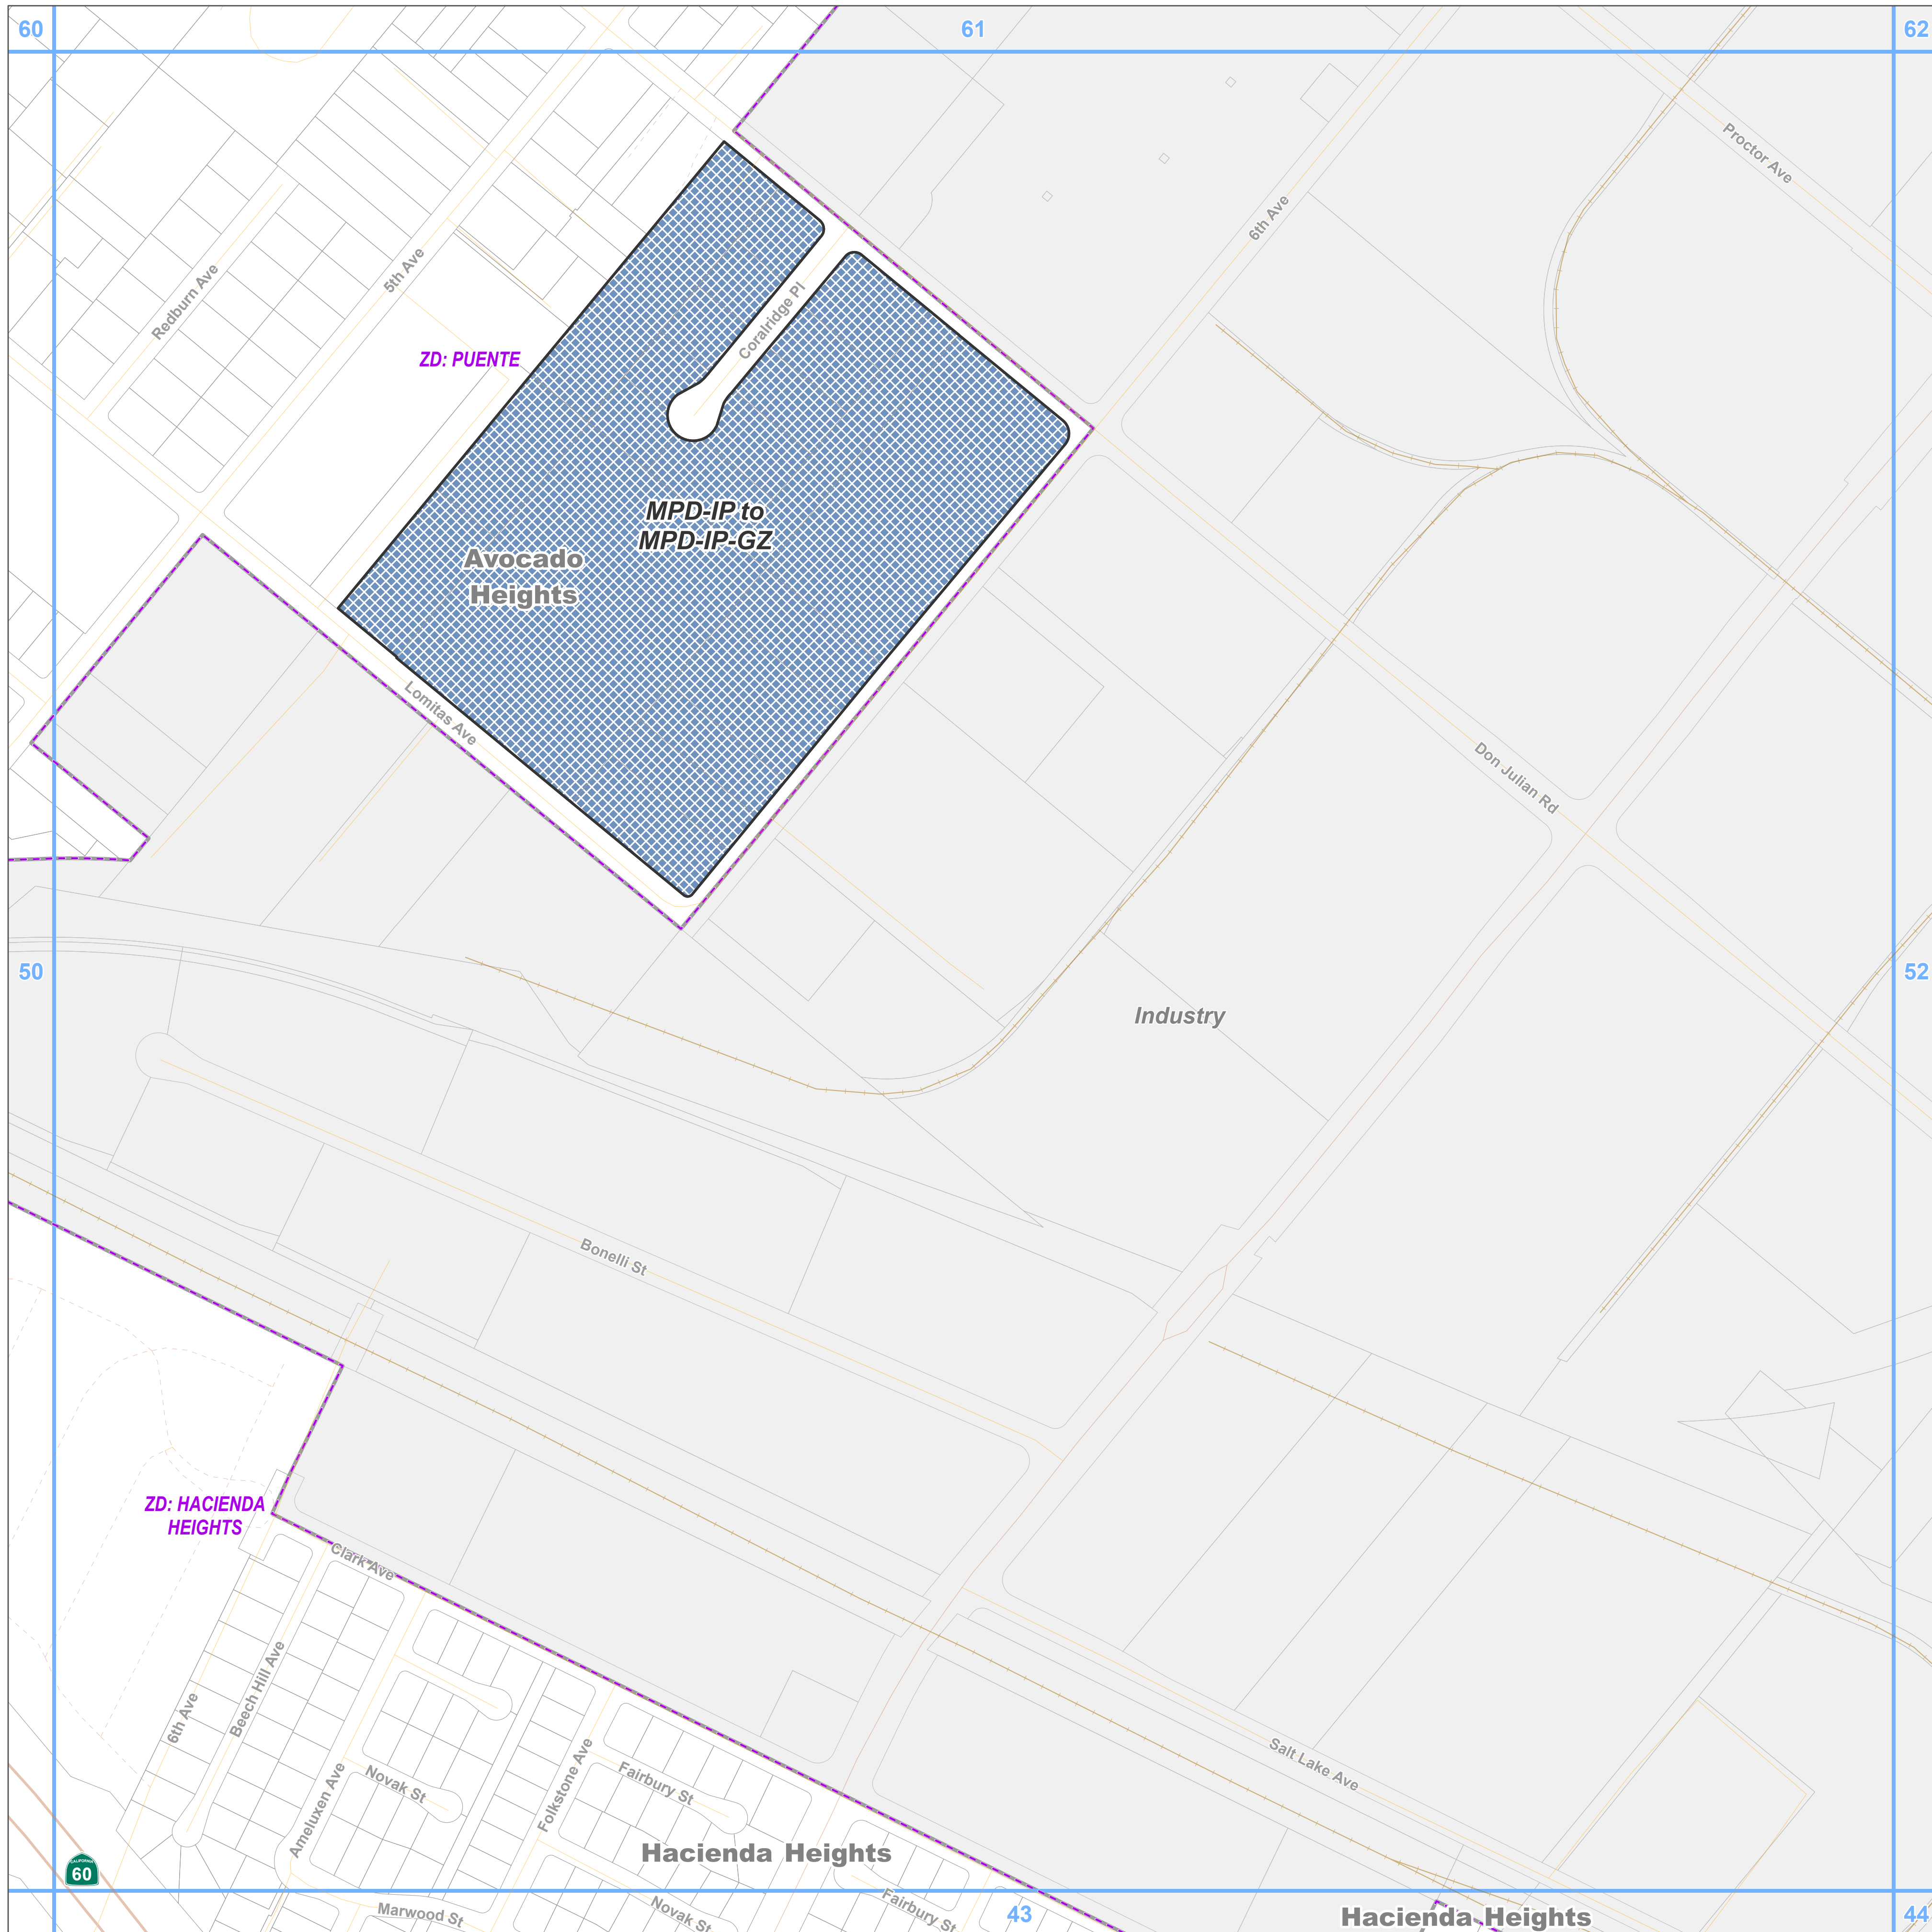 60
61
62
Proctor Ave
6th Ave
5th Ave
Redburn Ave
Coralridge Pl
ZD: PUENTE
MPD-IP to
MPD-IP-GZ
Avocado
Heights
Lomitas Ave
Don Julian Rd
50
52
Industry
Bonelli St
ZD: HACIENDA
HEIGHTS
Clark Ave
Beech Hill Ave
6th Ave
Ameluxen Ave
Novak St
Folkstone Ave
Fairbury St
Salt Lake Ave
Hacienda Heights
CALIFORNIA
60
Marwood St
Novak St
Fairbury St
43
Hacienda Heights
44